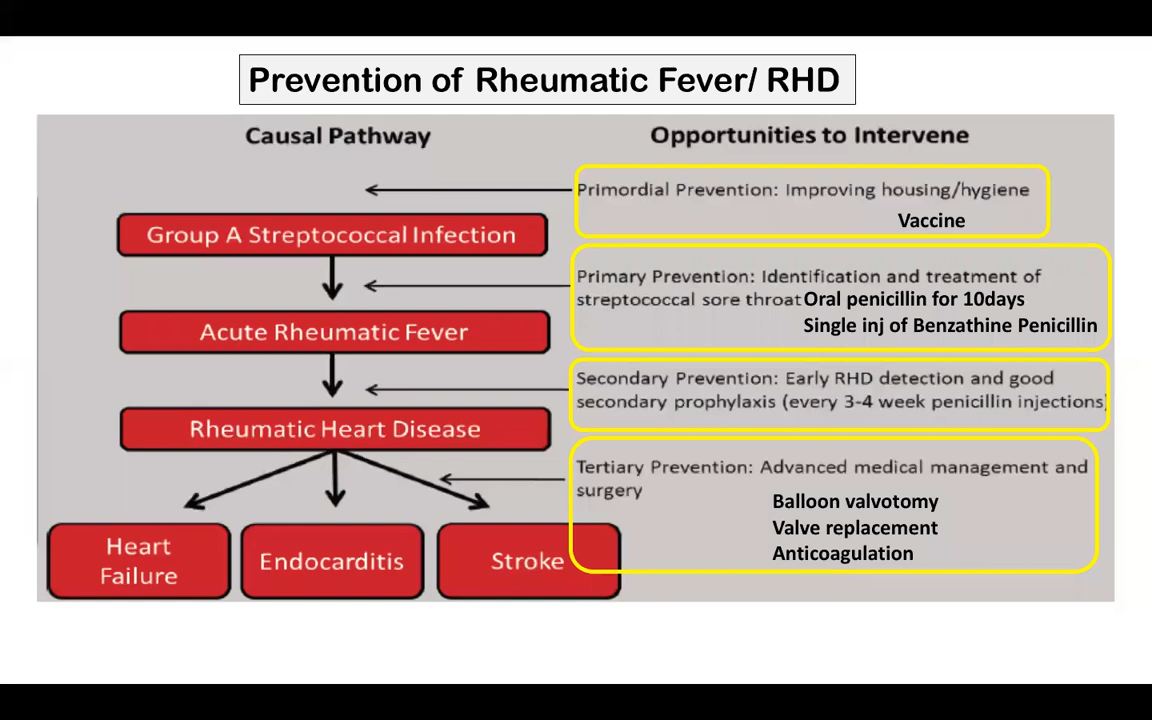 Prevention of Rheumatic Fever/ RHD
Causal Pathway
Opportunities to Intervene
Primordial Prevention: Improving housing/hygiene
Vaccine
Group A Streptococcal Infection
Primary Prevention: Identification and treatment of
streptococcal sore throat Oral penicillin for 10days
Single inj of Benzathine Penicillin
Acute Rheumatic Fever
Secondary Prevention: Early RHD detection and good
secondary prophylaxis (every 3-4 week penicillin injections)
Rheumatic Heart Disease
Tertiary Prevention: Advanced medical management and
surgery
Balloon valvotomy
Valve replacement
Anticoagulation
Heart
Failure
Endocarditis
Stroke